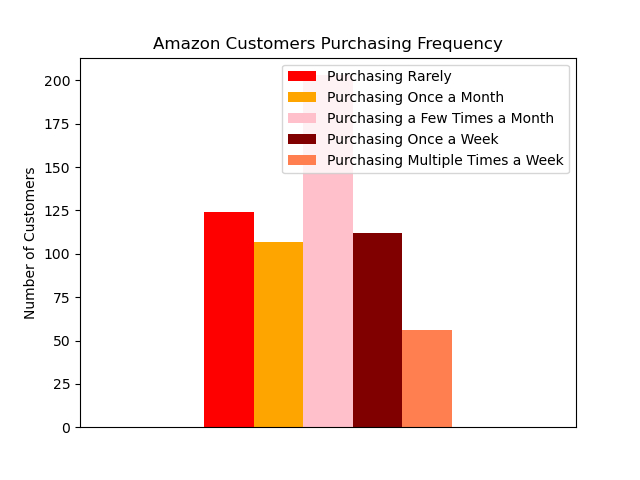 Amazon Customers Purchasing Frequency
Number of Customers
200
175
150
125
100
75
50
25
0
Purchasing Rarely
Purchasing Once a Month
Purchasing a Few Times a Month
Purchasing Once a Week
Purchasing Multiple Times a Week